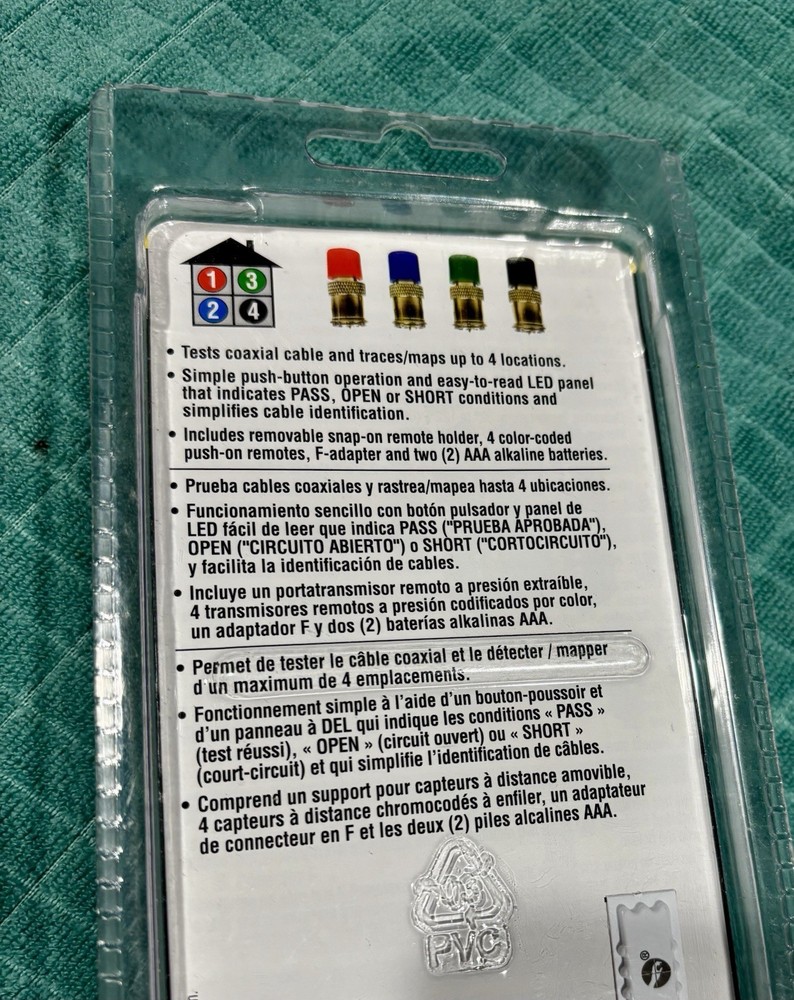 1 3
2 4
• Tests coaxial cable and traces/maps up to 4 locations.
• Simple push-button operation and easy-to-read LED panel
that indicates PASS, OPEN or SHORT conditions and
simplifies cable identification.
• Includes removable snap-on remote holder, 4 color-coded
push-on remotes, F-adapter and two (2) AAA alkaline batteries.
• Prueba cables coaxiales y rastrea/mapea hasta 4 ubicaciones.
• Funcionamiento sencillo con botón pulsador y panel de
LED fácil de leer que indica PASS ("PRUEBA APROBADA"),
OPEN ("CIRCUITO ABIERTO") o SHORT ("CORTOCIRCUITO"),
y facilita la identificación de cables.
• Incluye un portatransmisor remoto a presión extraíble,
4 transmisores remotos a presión codificados por color,
un adaptador F y dos (2) baterías alkalinas AAA.
• Permet de tester le câble coaxial et le détecter / mapper
d'un maximum de 4 emplacements.
• Fonctionnement simple à l'aide d'un bouton-poussoir et
d'un panneau à DEL qui indique les conditions « PASS »
(test réussi), « OPEN » (circuit ouvert) ou « SHORT »
(court-circuit) et qui simplifie l'identification de câbles.
• Comprend un support pour capteurs à distance amovible,
4 capteurs à distance chromocodés à enfiler, un adaptateur
de connecteur en F et les deux (2) piles alcalines AAA.
PVC
®